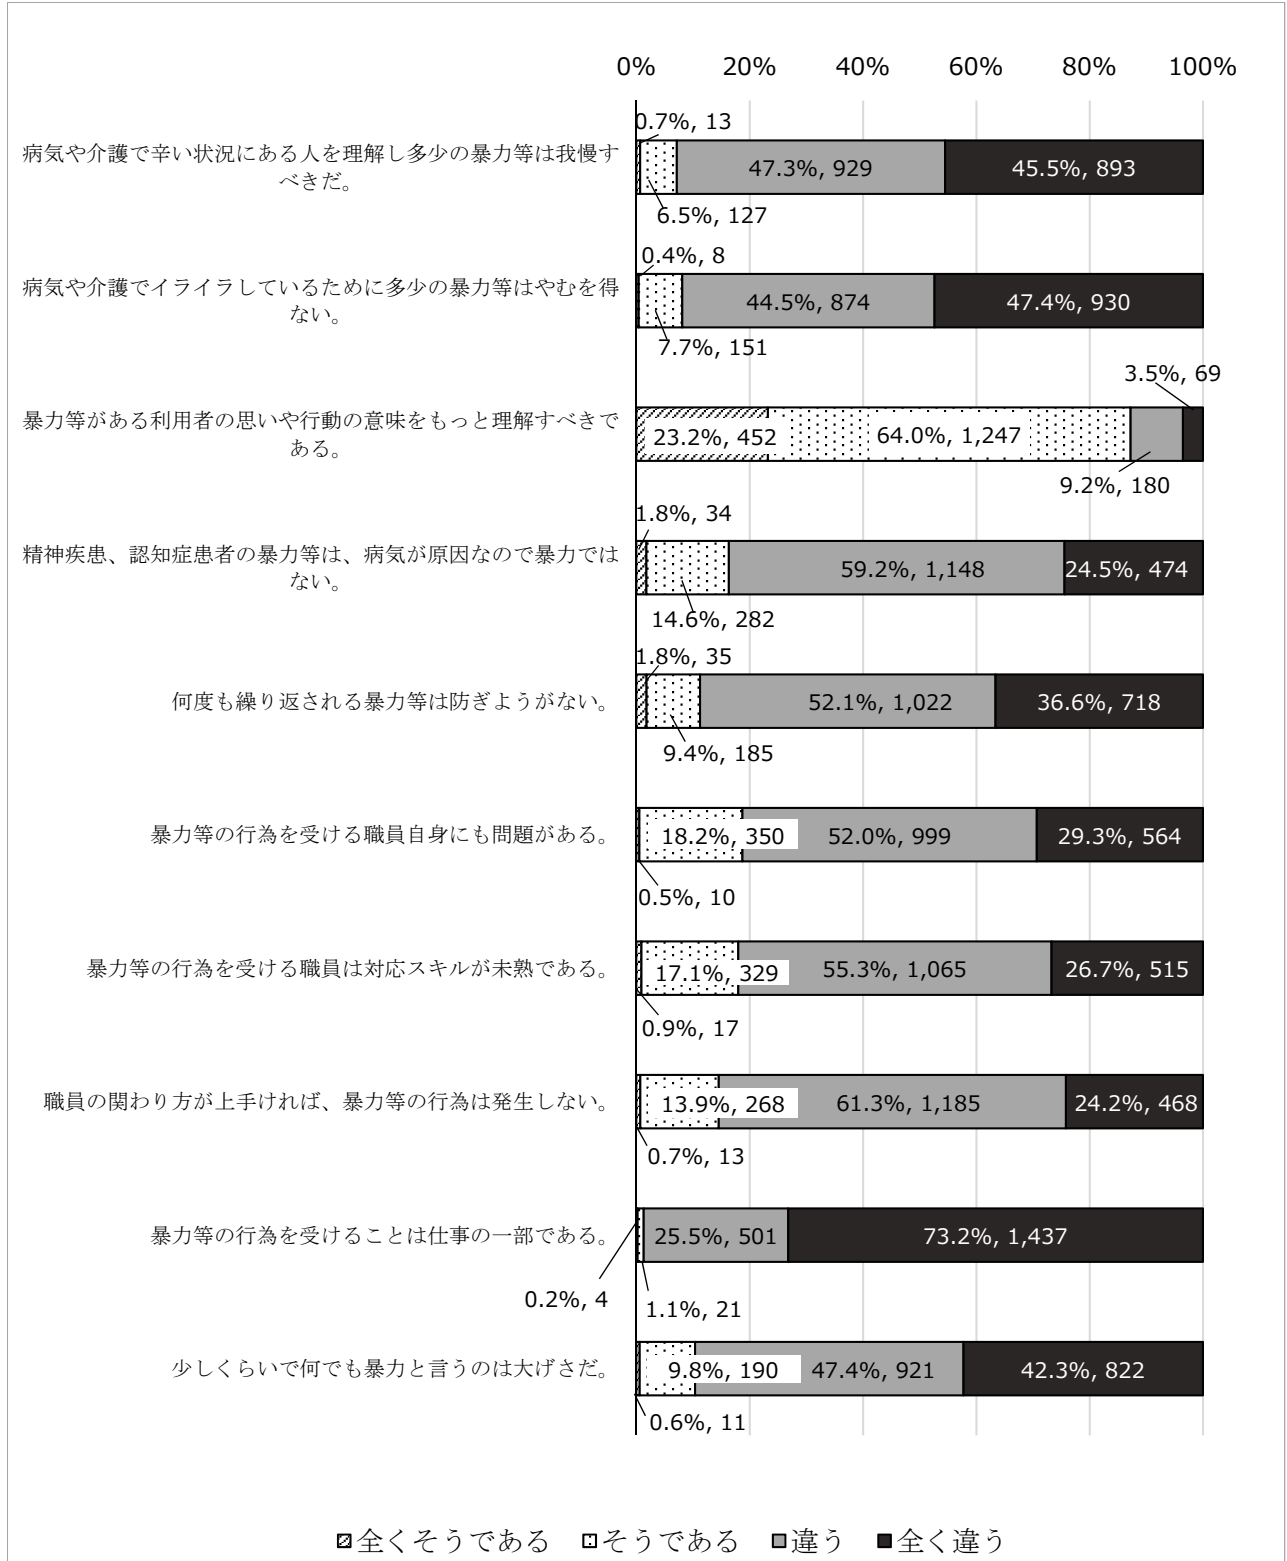 0% 20% 40% 60% 80% 100%
0.7%, 13
病気や介護で辛い状況にある人を理解し多少の暴力等は我慢す
べきだ。
47.3%, 929 45.5%, 893
6.5%, 127
0.4%, 8
病気や介護でイライラしているために多少の暴力等はやむを得
ない。
44.5%, 874 47.4%, 930
7.7%, 151
3.5%, 69
暴力等がある利用者の思いや行動の意味をもっと理解すべきで
ある。
23.2%, 452 64.0%, 1,247
9.2%, 180
1.8%, 34
精神疾患、認知症患者の暴力等は、病気が原因なので暴力では
ない。
59.2%, 1,148 24.5%, 474
14.6%, 282
1.8%, 35
何度も繰り返される暴力等は防ぎようがない。
52.1%, 1,022 36.6%, 718
9.4%, 185
暴力等の行為を受ける職員自身にも問題がある。
18.2%, 350 52.0%, 999 29.3%, 564
0.5%, 10
暴力等の行為を受ける職員は対応スキルが未熟である。
17.1%, 329 55.3%, 1,065 26.7%, 515
0.9%, 17
職員の関わり方が上手ければ、暴力等の行為は発生しない。
13.9%, 268 61.3%, 1,185 24.2%, 468
0.7%, 13
暴力等の行為を受けることは仕事の一部である。
25.5%, 501 73.2%, 1,437
0.2%, 4
1.1%, 21
少しくらいで何でも暴力と言うのは大げさだ。
9.8%, 190 47.4%, 921 42.3%, 822
0.6%, 11
全くそうである そうである 違う 全く違う